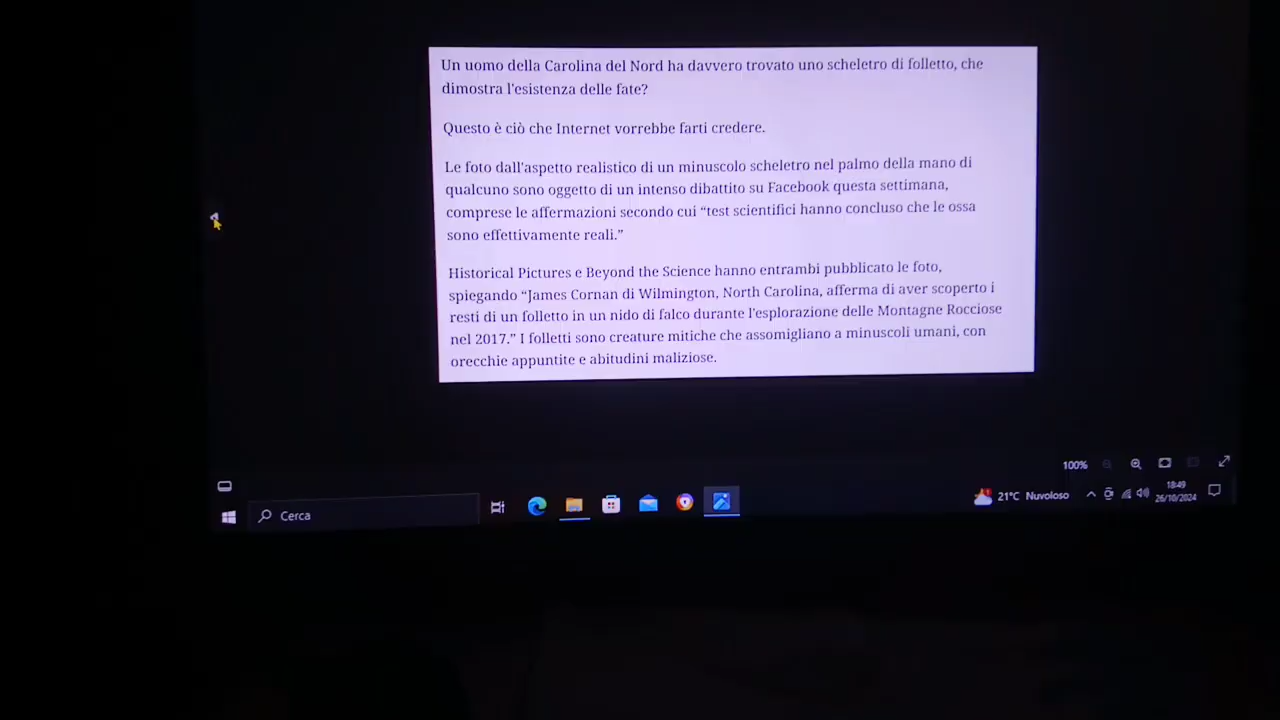 Un uomo della Carolina del Nord ha davvero trovato uno scheletro di folletto, che
dimostra l'esistenza delle fate?
Questo è ciò che Internet vorrebbe farti credere.
Le foto dall'aspetto realistico di un minuscolo scheletro nel palmo della mano di
qualcuno sono oggetto di un intenso dibattito su Facebook questa settimana,
comprese le affermazioni secondo cui “test scientifici hanno concluso che le ossa
sono effettivamente reali.”
Historical Pictures e Beyond the Science hanno entrambi pubblicato le foto,
spiegando “James Cornan di Wilmington, North Carolina, afferma di aver scoperto i
resti di un folletto in un nido di falco durante l'esplorazione delle Montagne Rocciose
nel 2017.” I folletti sono creature mitiche che assomigliano a minuscoli umani, con
orecchie appuntite e abitudini maliziose.
100%
Cerca
21°C Nuvoloso
18:49
26/10/2024